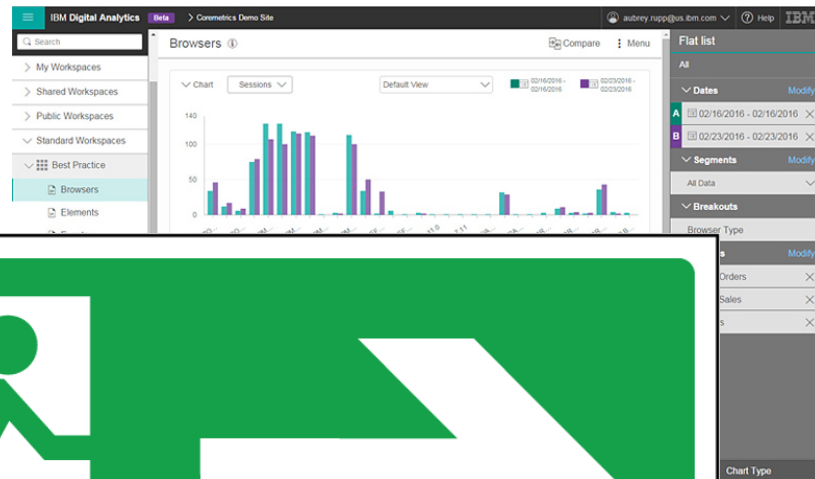 IBM Digital Analytics Beta > Coremetrics Demo Site aubrey.rupp@us.ibm.com Help IBM
Search
Browsers
Compare
Menu
Flat list
All
My Workspaces
Shared Workspaces
Public Workspaces
Standard Workspaces
Best Practice
Browsers
Elements
Chart Sessions Default View
02/16/2016 - 02/16/2016
02/23/2016 - 02/23/2016
140
100
50
0
11.0
7.11
Dates Modify
A 02/16/2016 - 02/16/2016
B 02/23/2016 - 02/23/2016
Segments Modify
All Data
Breakouts
Browser Type
Modify
Orders
Sales
Chart Type